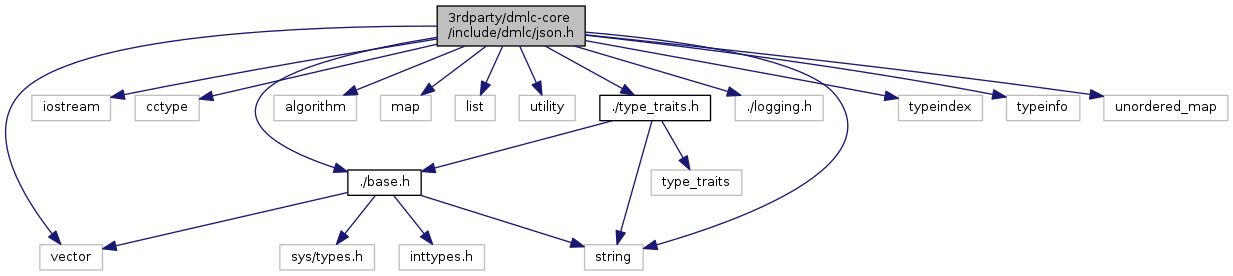 3rdparty/dmlc-core
/include/dmlc/json.h
iostream
cctype
algorithm
map
list
utility
./type_traits.h
./logging.h
typeindex
typeinfo
unordered_map
./base.h
type_traits
vector
sys/types.h
inttypes.h
string